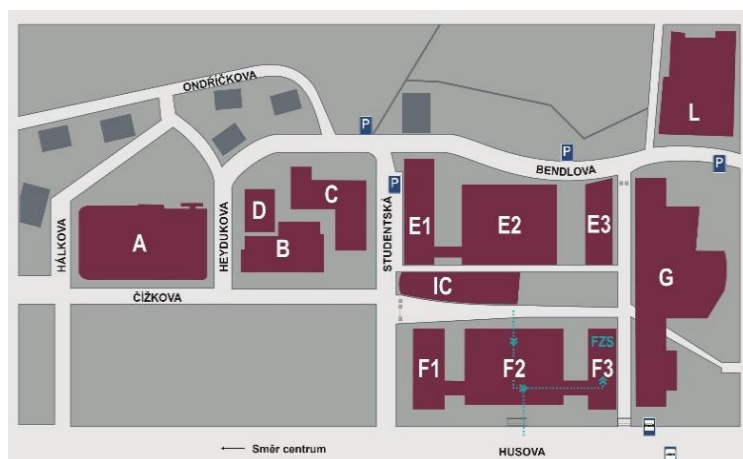 ONDŘÍČKOVA
L
P
P
BENDLOVA
P
C
P
D
E1
E2
E3
A
B
HÁLKOVA
HEYDUKOVA
STUDENTSKÁ
IC
G
ČÍŽKOVA
FZS
F1
F2
F3
← Směr centrum
HUSOVA